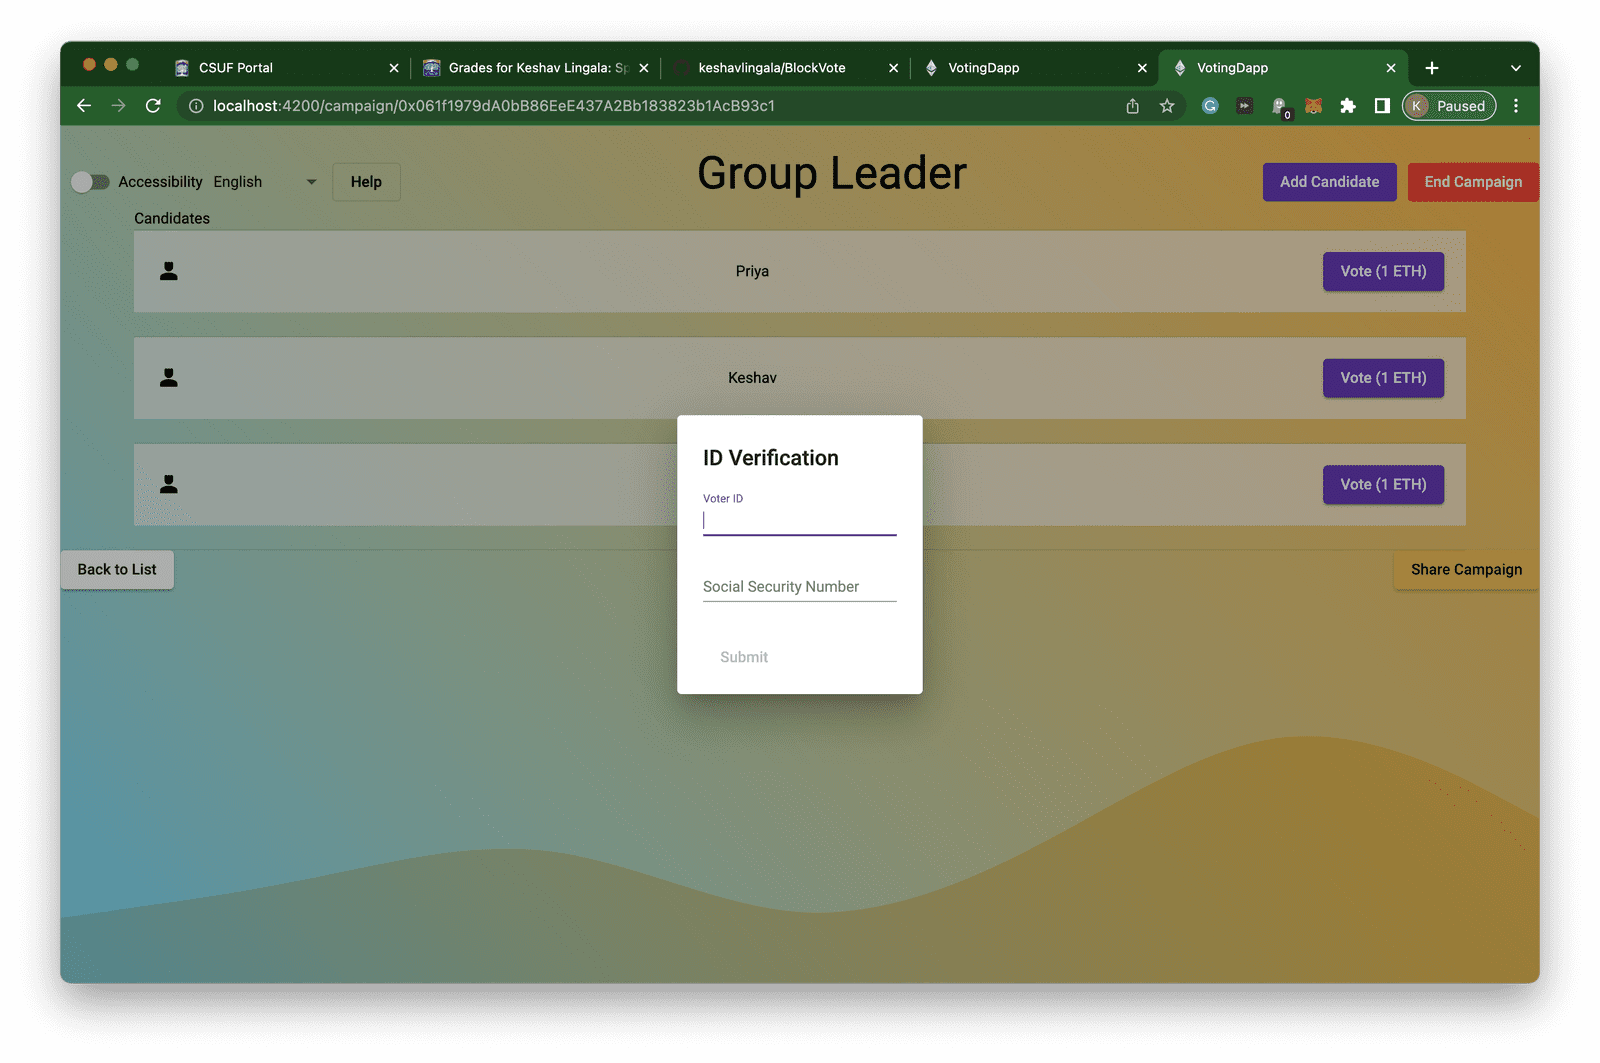 CSUF Portal
Grades for Keshav Lingala: Sp
keshavlingala/BlockVote
VotingDapp
VotingDapp
localhost:4200/campaign/0x061f1979dA0bB86EeE437A2Bb183823b1AcB93c1
0
K
Paused
Accessibility
English
Help
Group Leader
Add Candidate
End Campaign
Candidates
Priya
Vote (1 ETH)
Keshav
Vote (1 ETH)
Vote (1 ETH)
ID Verification
Voter ID
Social Security Number
Submit
Back to List
Share Campaign